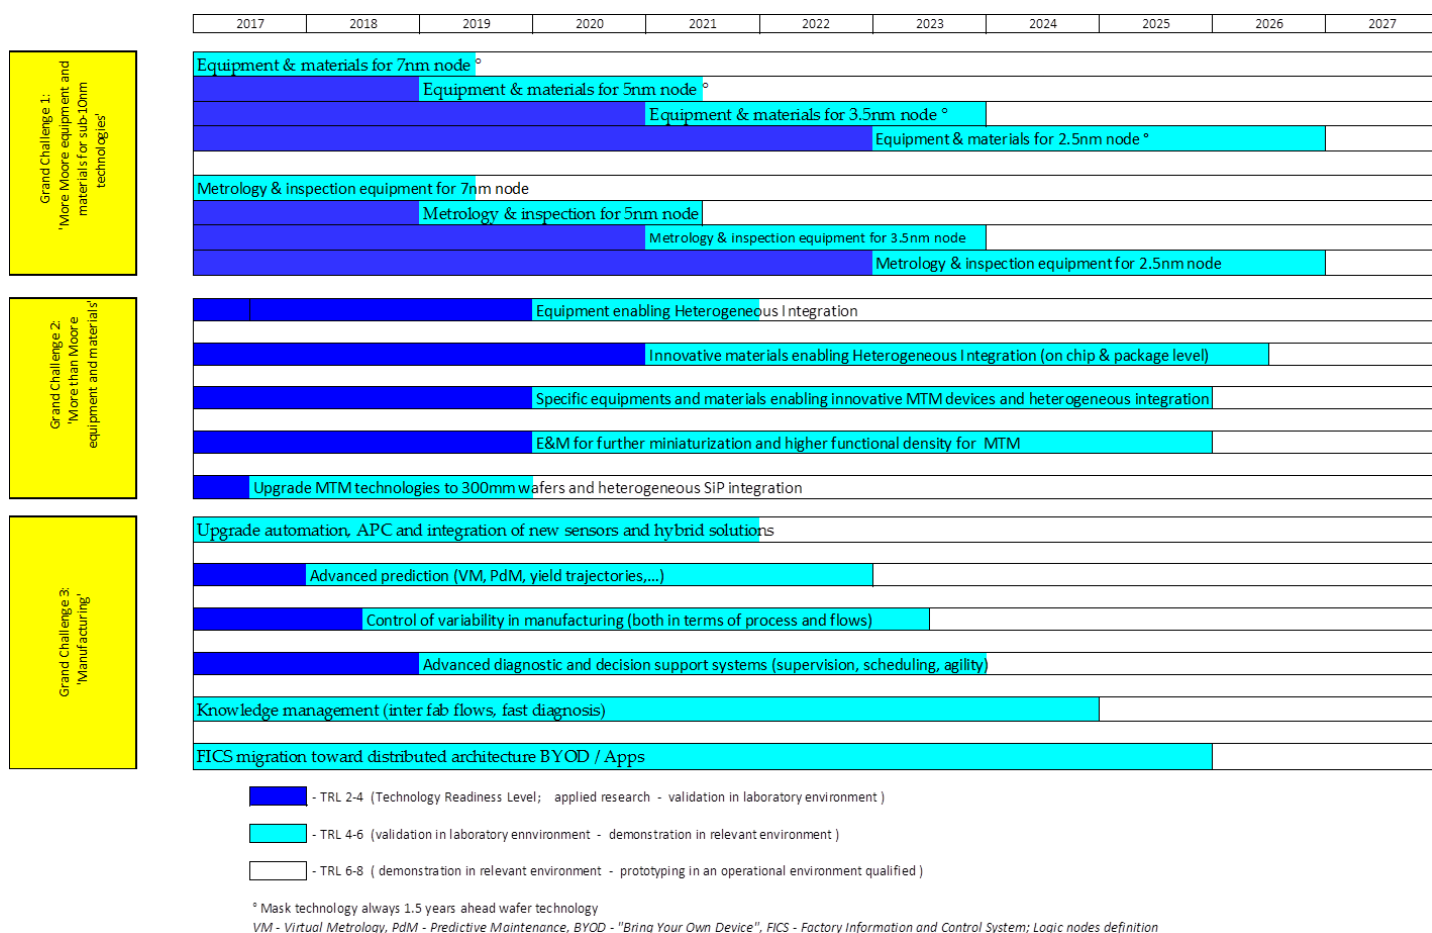 2017 2018 2019 2020 2021 2022 2023 2024 2025 2026 2027
Grand Challenge 1:
'More Moore equipment and
materials for sub-10nm
technologies'
Equipment & materials for 7nm node °
Equipment & materials for 5nm node °
Equipment & materials for 3.5nm node °
Equipment & materials for 2.5nm node °
Metrology & inspection equipment for 7nm node
Metrology & inspection for 5nm node
Metrology & inspection equipment for 3.5nm node
Metrology & inspection equipment for 2.5nm node
Grand Challenge 2:
'More than Moore
equipment and materials'
Equipment enabling Heterogeneous Integration
Innovative materials enabling Heterogeneous Integration (on chip & package level)
Specific equipments and materials enabling innovative MTM devices and heterogeneous integration
E&M for further miniaturization and higher functional density for MTM
Upgrade MTM technologies to 300mm wafers and heterogeneous SiP integration
Grand Challenge 3:
'Manufacturing'
Upgrade automation, APC and integration of new sensors and hybrid solutions
Advanced prediction (VM, PdM, yield trajectories,...)
Control of variability in manufacturing (both in terms of process and flows)
Advanced diagnostic and decision support systems (supervision, scheduling, agility)
Knowledge management (inter fab flows, fast diagnosis)
FICS migration toward distributed architecture BYOD / Apps
- TRL 2-4 (Technology Readiness Level; applied research - validation in laboratory environment )
- TRL 4-6 (validation in laboratory ennvironment - demonstration in relevant environment )
- TRL 6-8 ( demonstration in relevant environment - prototyping in an operational environment qualified )
° Mask technology always 1.5 years ahead wafer technology
VM - Virtual Metrology, PdM - Predictive Maintenance, BYOD - "Bring Your Own Device", FICS - Factory Information and Control System; Logic nodes definition